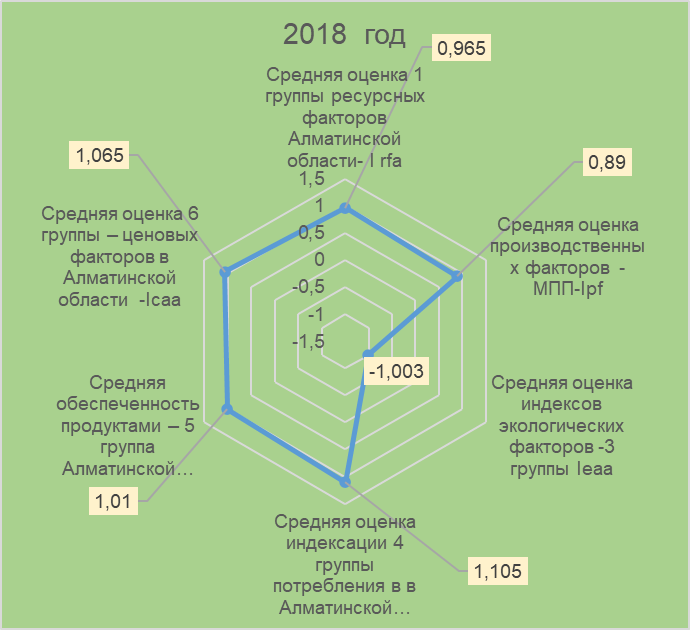 2018 год
0,965
Средняя оценка 1
группы ресурсных
факторов
Алматинской
области- I rfa
0,89
Средняя оценка
производственны
х факторов -
МПП-Ipf
-1,003
Средняя оценка
индексов
экологических
факторов -3
группы Ieaa
1,105
Средняя оценка
индексации 4
группы
потребления в в
Алматинской…
1,01
Средняя
обеспеченность
продуктами – 5
группа
Алматинской…
1,065
Средняя оценка 6
группы – ценовых
факторов в
Алматинской
области -Icaa
1,5
1
0,5
0
-0,5
-1
-1,5